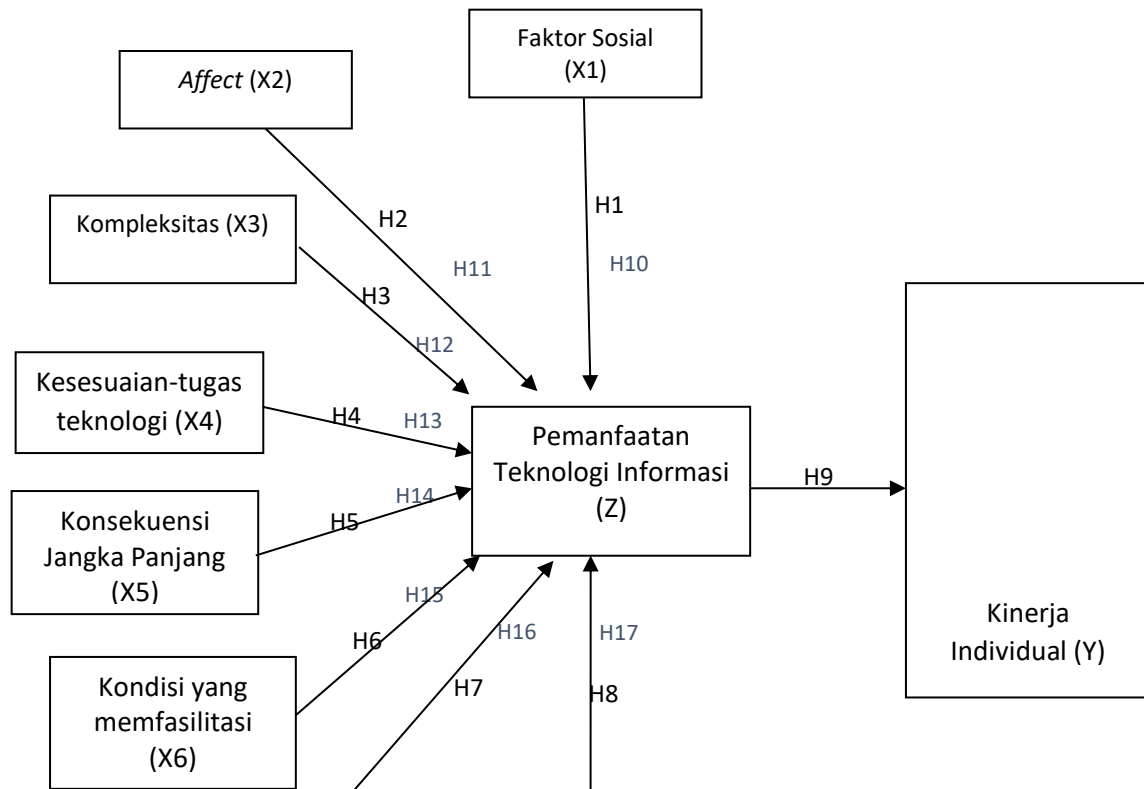 Faktor Sosial
(X1)
Affect (X2)
Kompleksitas (X3)
H1
H2
H10
H11
H3
H12
Kesesuaian-tugas
teknologi (X4)
H4
H13
Pemanfaatan
Teknologi Informasi
(Z)
H9
Konsekuensi
Jangka Panjang
(X5)
H14
H5
Kinerja
Individual (Y)
H15
H6
H16
H17
H7
H8
Kondisi yang
memfasilitasi
(X6)